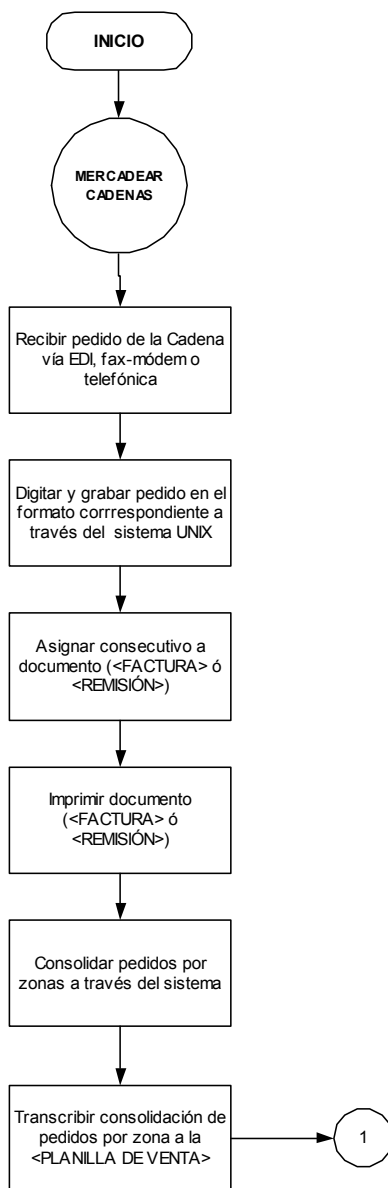 INICIO
MERCADEAR
CADENAS
Recibir pedido de la Cadena
vía EDI, fax-módem o
telefónica
Digitar y grabar pedido en el
formato corrrespondiente a
través del sistema UNIX
Asignar consecutivo a
documento (<FACTURA> ó
<REMISIÓN>)
Imprimir documento
(<FACTURA> ó
<REMISIÓN>)
Consolidar pedidos por
zonas a través del sistema
Transcribir consolidación de
pedidos por zona a la
<PLANILLA DE VENTA>
1